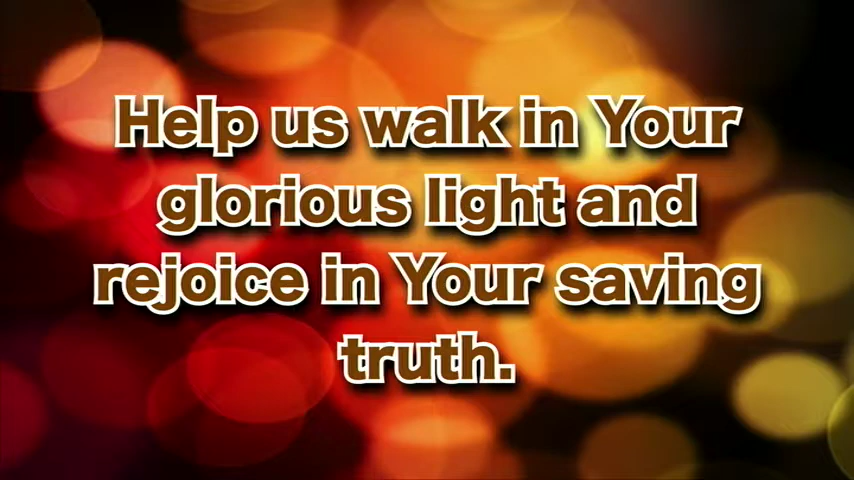 Help us walk in Your
glorious light and
rejoice in Your saving
truth.